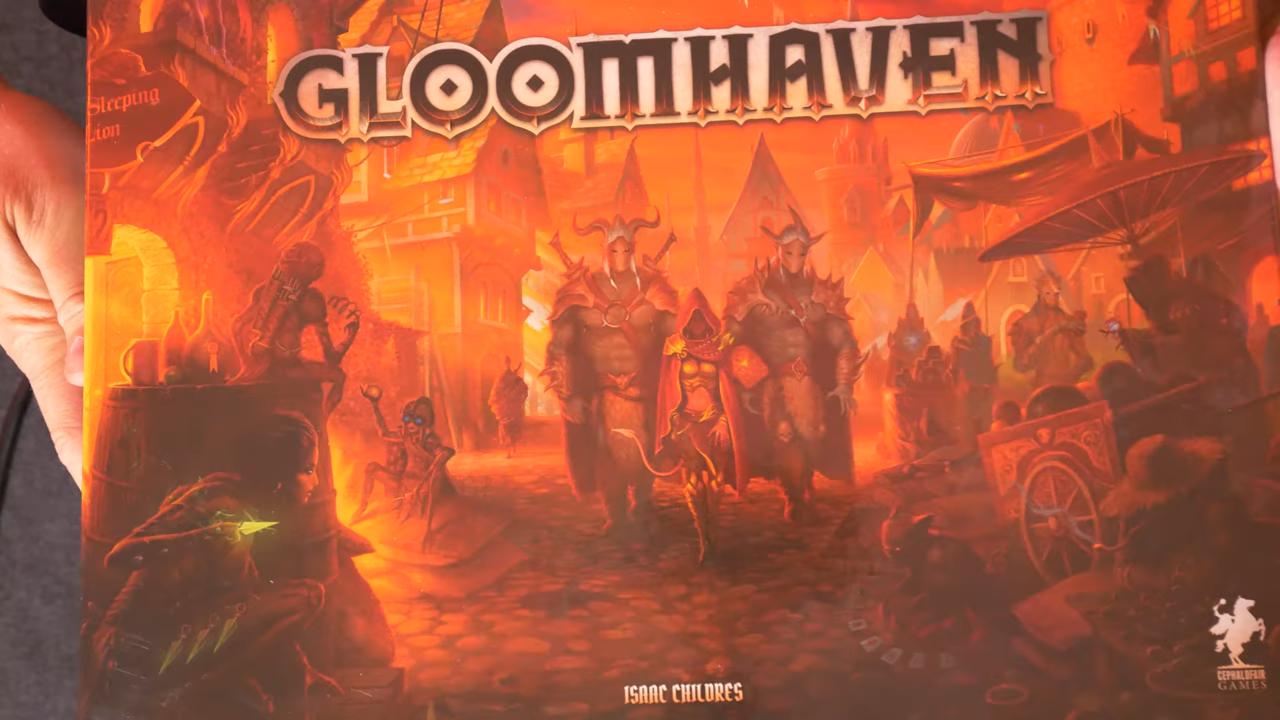 GLOOMHAVEN
Sleeping
Lion
ISAAC CHILDRES
CEPHALOFAIR
GAMES